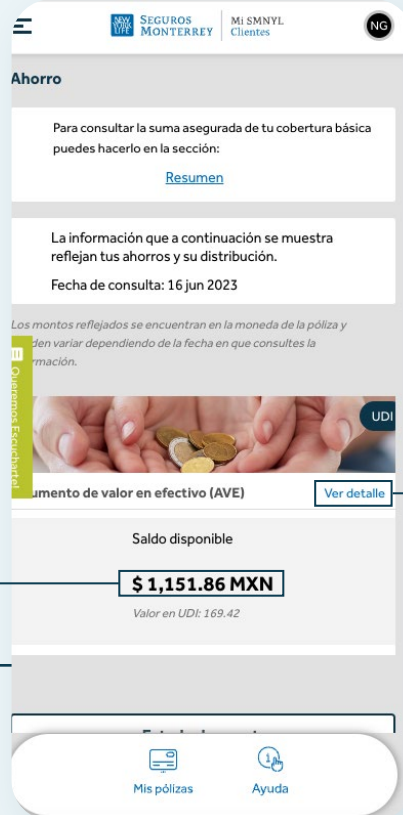 NEW YORK LIFE
SEGUROS MONTERREY
Mi SMNYL Clientes
NG
Ahorro
Para consultar la suma asegurada de tu cobertura básica
puedes hacerlo en la sección:
Resumen
La información que a continuación se muestra
reflejan tus ahorros y su distribución.
Fecha de consulta: 16 jun 2023
Los montos reflejados se encuentran en la moneda de la póliza y
den variar dependiendo de la fecha en que consultes la
rmación.
Queremos Escucharte!
UDI
umento de valor en efectivo (AVE)
Ver detalle
Saldo disponible
$ 1,151.86 MXN
Valor en UDI: 169.42
Mis pólizas
Ayuda